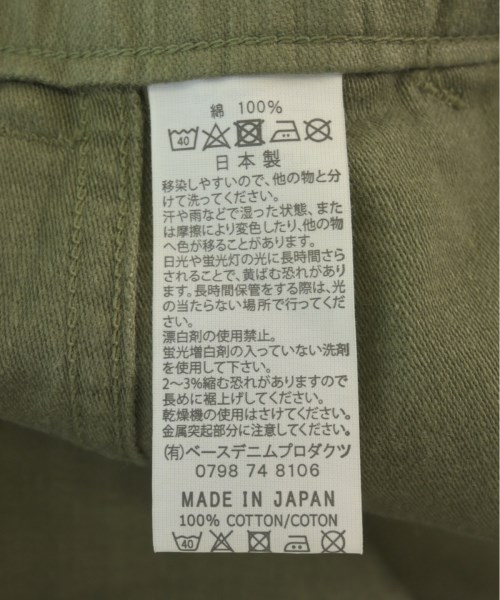 綿 100%
40
日本製
移染しやすいので、他の物と分
けて洗ってください。
汗や雨などで湿った状態、また
は摩擦により変色したり、他の物
へ色が移ることがあります。
日光や蛍光灯の光に長時間さら
されることで、黄ばむ恐れがあり
ます。長時間保管をする際は、光
の当たらない場所で行ってくだ
さい。
漂白剤の使用禁止。
蛍光増白剤の入っていない洗剤
を使用して下さい。
2〜3%縮む恐れがありますので
長めに裾上げしてください。
乾燥機の使用はさけてください。
金属突起部分に注意してください。
(有)ベースデニムプロダクツ
0798 74 8106
MADE IN JAPAN
100% COTTON/COTON
40